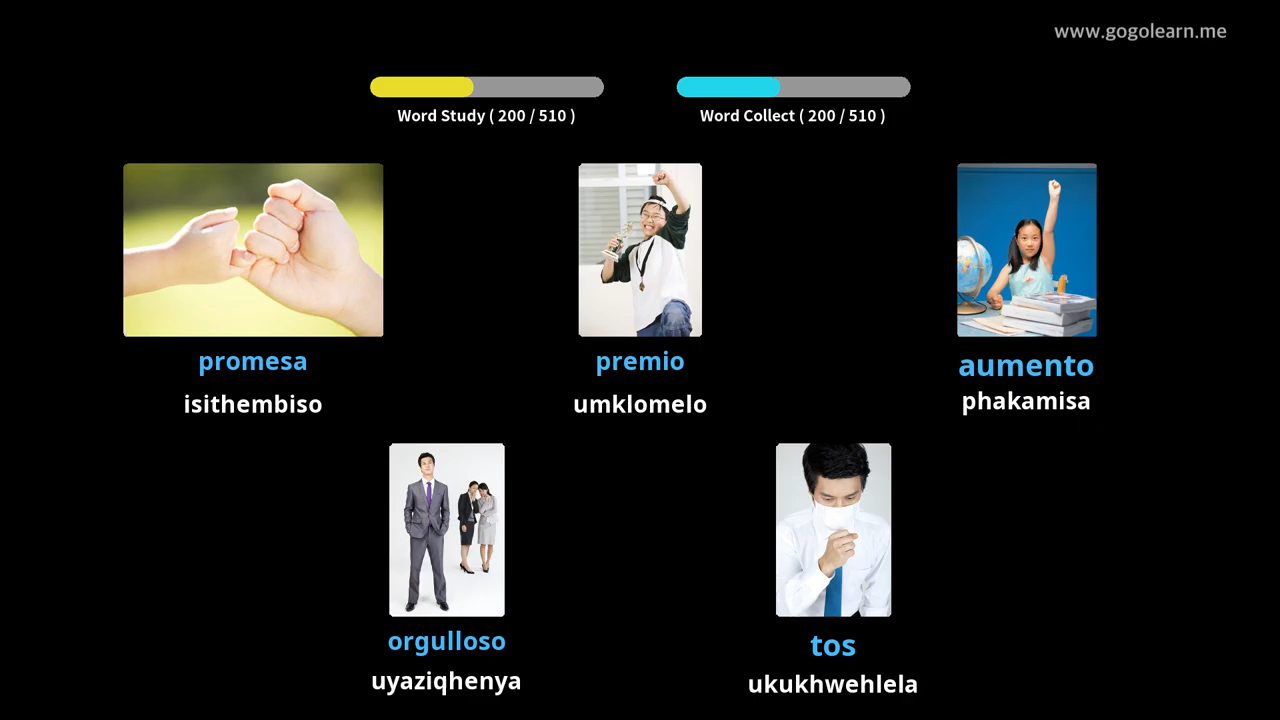 www.gogolearn.me
Word Study ( 200 / 510 )
Word Collect ( 200 / 510 )
promesa
isithembiso
premio
umklomelo
aumento
phakamisa
orgulloso
uyaziqhenya
tos
ukukhwehlela